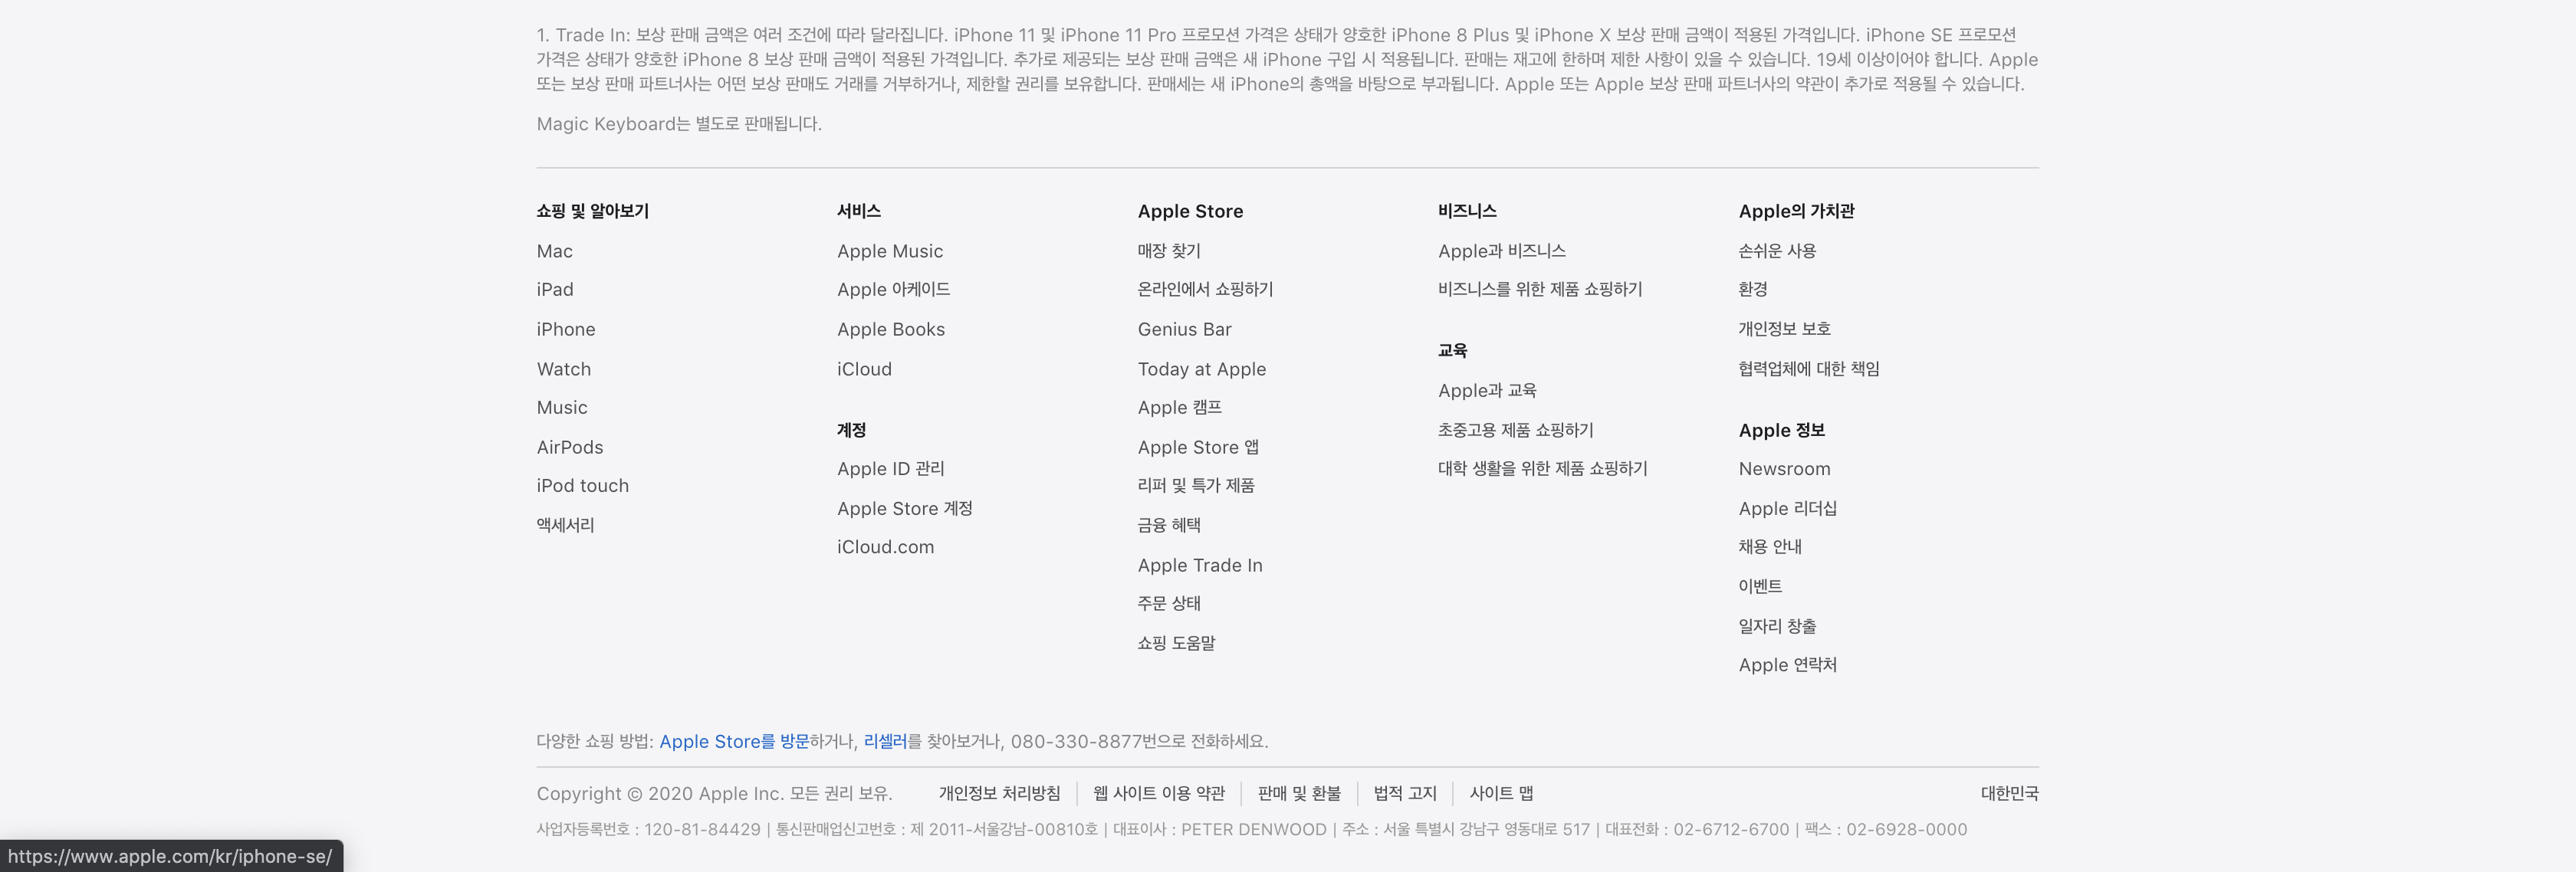 1. Trade In: 보상 판매 금액은 여러 조건에 따라 달라집니다. iPhone 11 및 iPhone 11 Pro 프로모션 가격은 상태가 양호한 iPhone 8 Plus 및 iPhone X 보상 판매 금액이 적용된 가격입니다. iPhone SE 프로모션
가격은 상태가 양호한 iPhone 8 보상 판매 금액이 적용된 가격입니다. 추가로 제공되는 보상 판매 금액은 새 iPhone 구입 시 적용됩니다. 판매는 재고에 한하며 제한 사항이 있을 수 있습니다. 19세 이상이어야 합니다. Apple
또는 보상 판매 파트너사는 어떤 보상 판매도 거래를 거부하거나, 제한할 권리를 보유합니다. 판매세는 새 iPhone의 총액을 바탕으로 부과됩니다. Apple 또는 Apple 보상 판매 파트너사의 약관이 추가로 적용될 수 있습니다.
Magic Keyboard는 별도로 판매됩니다.
쇼핑 및 알아보기
Mac
iPad
iPhone
Watch
Music
AirPods
iPod touch
액세서리
서비스
Apple Music
Apple 아케이드
Apple Books
iCloud
계정
Apple ID 관리
Apple Store 계정
iCloud.com
Apple Store
매장 찾기
온라인에서 쇼핑하기
Genius Bar
Today at Apple
Apple 캠프
Apple Store 앱
리퍼 및 특가 제품
금융 혜택
Apple Trade In
주문 상태
쇼핑 도움말
비즈니스
Apple과 비즈니스
비즈니스를 위한 제품 쇼핑하기
교육
Apple과 교육
초중고용 제품 쇼핑하기
대학 생활을 위한 제품 쇼핑하기
Apple의 가치관
손쉬운 사용
환경
개인정보 보호
협력업체에 대한 책임
Apple 정보
Newsroom
Apple 리더십
채용 안내
이벤트
일자리 창출
Apple 연락처
다양한 쇼핑 방법: Apple Store를 방문하거나, 리셀러를 찾아보거나, 080-330-8877번으로 전화하세요.
Copyright © 2020 Apple Inc. 모든 권리 보유. 개인정보 처리방침 | 웹 사이트 이용 약관 | 판매 및 환불 | 법적 고지 | 사이트 맵 대한민국
사업자등록번호 : 120-81-84429 | 통신판매업신고번호 : 제 2011-서울강남-00810호 | 대표이사 : PETER DENWOOD | 주소 : 서울 특별시 강남구 영동대로 517 | 대표전화 : 02-6712-6700 | 팩스 : 02-6928-0000
https://www.apple.com/kr/iphone-se/